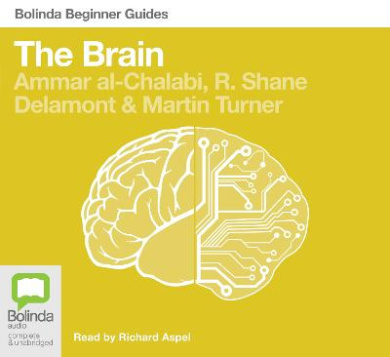 Bolinda Beginner Guides
The Brain
Ammar al-Chalabi, R. Shane
Delamont & Martin Turner
Bolinda
audio
complete
& unabridged
Read by Richard Aspel